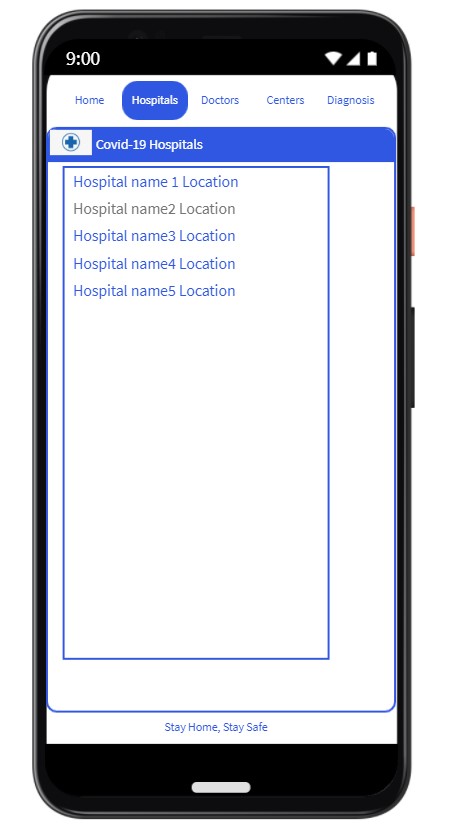 9:00
Home Hospitals Doctors Centers Diagnosis
Covid-19 Hospitals
Hospital name 1 Location
Hospital name2 Location
Hospital name3 Location
Hospital name4 Location
Hospital name5 Location
Stay Home, Stay Safe